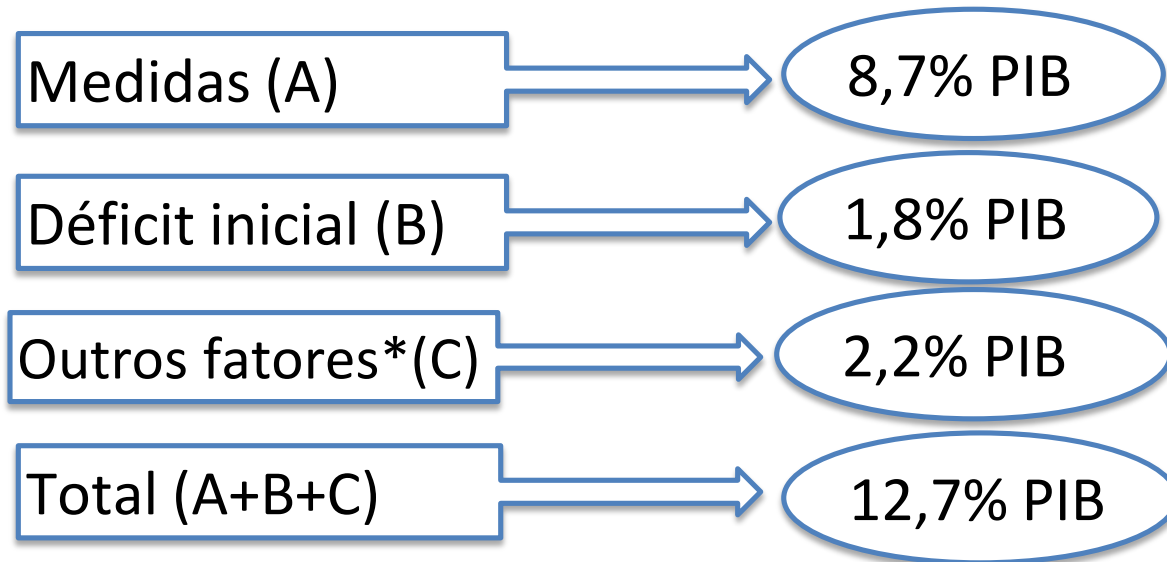 Medidas (A)
8,7% PIB
Déficit inicial (B)
1,8% PIB
Outros fatores*(C)
2,2% PIB
Total (A+B+C)
12,7% PIB